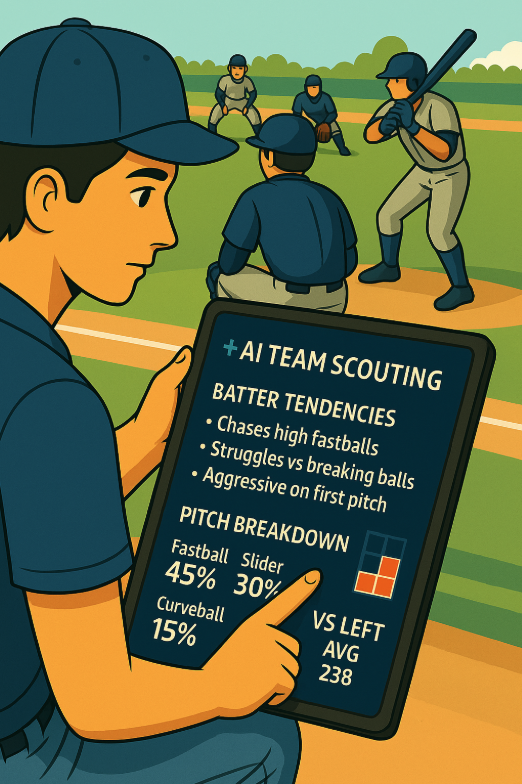 +AI TEAM SCOUTING
BATTER TENDENCIES
• Chases high fastballs
• Struggles vs breaking balls
• Aggressive on first pitch
PITCH BREAKDOWN
Fastball Slider
45% 30%
Curveball
15%
VS LEFT
AVG
238